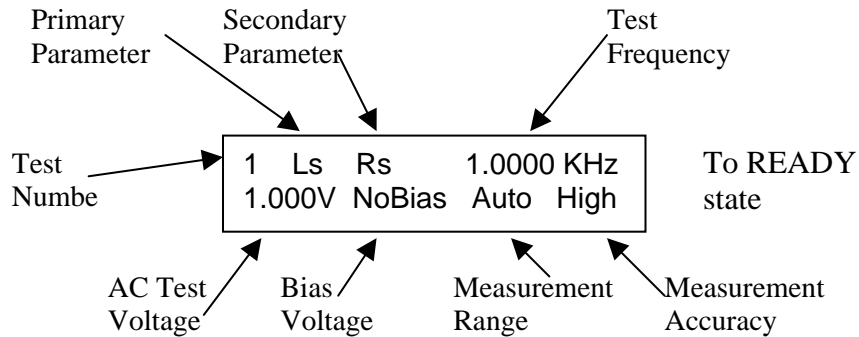 Primary
Parameter
Secondary
Parameter
Test
Frequency
Test
Numbe
1 Ls Rs 1.0000 KHz
1.000V NoBias Auto High
To READY
state
AC Test
Voltage
Bias
Voltage
Measurement
Range
Measurement
Accuracy